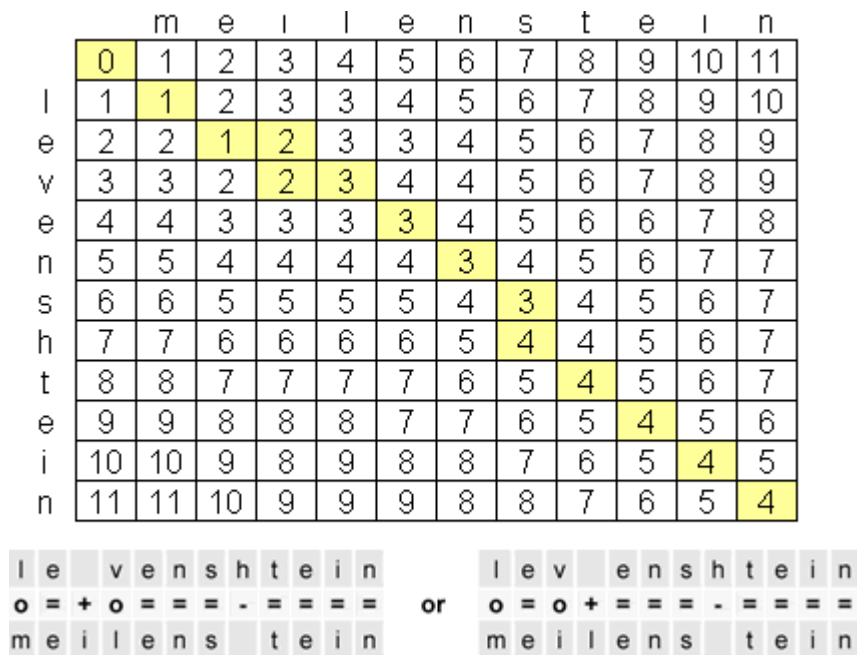 m e i l e n s t e i n
0 1 2 3 4 5 6 7 8 9 10 11
l 1 1 2 3 3 4 5 6 7 8 9 10
e 2 2 1 2 3 3 4 5 6 7 8 9
v 3 3 2 2 3 4 4 5 6 7 8 9
e 4 4 3 3 3 3 4 5 6 6 7 8
n 5 5 4 4 4 4 3 4 5 6 7 7
s 6 6 5 5 5 5 4 3 4 5 6 7
h 7 7 6 6 6 6 5 4 4 5 6 7
t 8 8 7 7 7 7 6 5 4 5 6 7
e 9 9 8 8 8 7 7 6 5 4 5 6
i 10 10 9 8 9 8 8 7 6 5 4 5
n 11 11 10 9 9 9 8 8 7 6 5 4
l e v e n s h t e i n l e v e n s h t e i n
o = + o = = = - = = = = or o = o + = = = - = = = =
m e i l e n s t e i n m e i l e n s t e i n